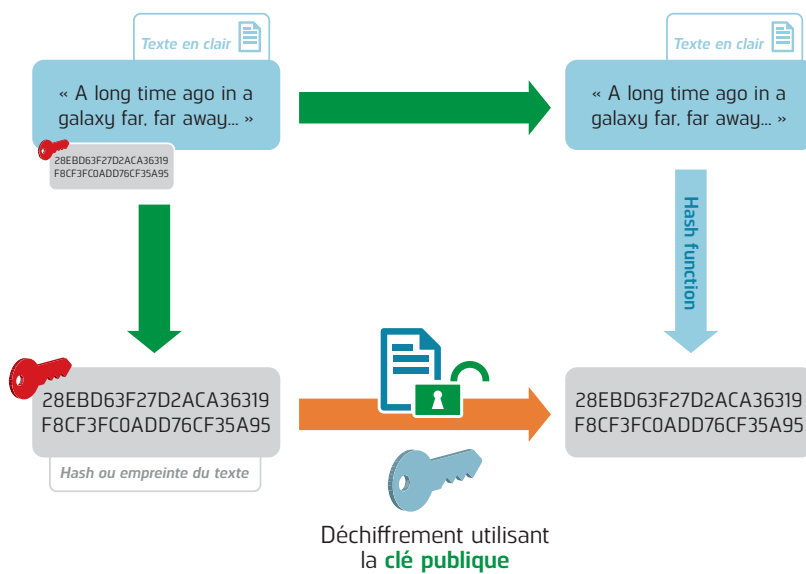 Texte en clair
« A long time ago in a
galaxy far, far away... »
28EBD63F27D2ACA36319
F8CF3FC0ADD76CF35A95
Texte en clair
« A long time ago in a
galaxy far, far away... »
Hash function
28EBD63F27D2ACA36319
F8CF3FC0ADD76CF35A95
Hash ou empreinte du texte
28EBD63F27D2ACA36319
F8CF3FC0ADD76CF35A95
Déchiffrement utilisant
la clé publique